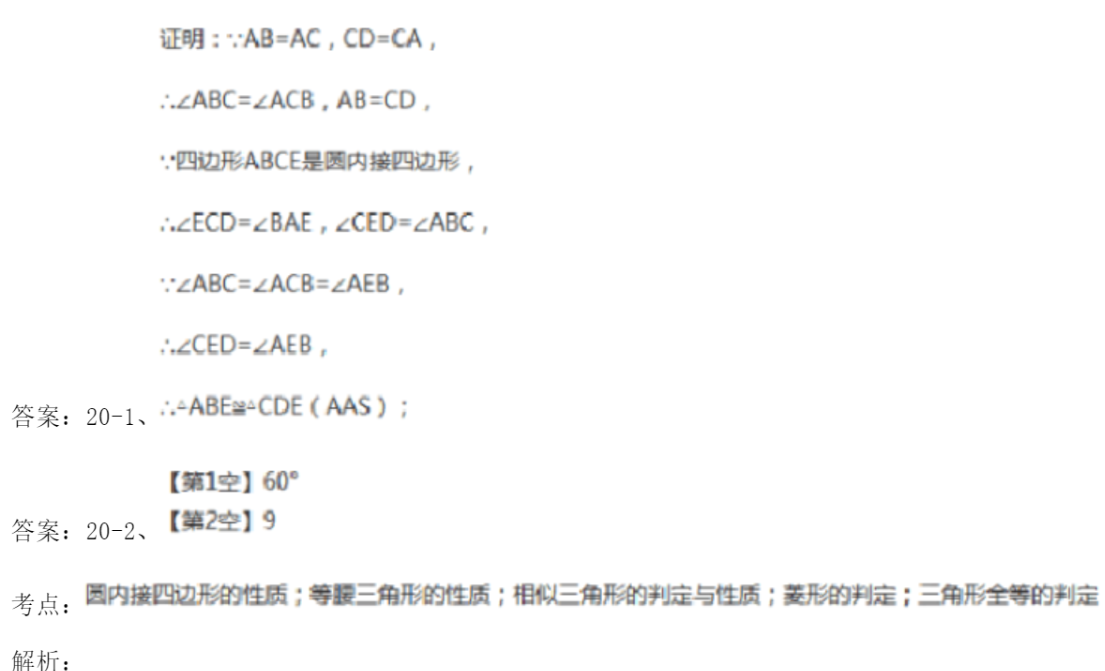 证明：∵AB=AC，CD=CA，
∴∠ABC=∠ACB，AB=CD，
∵四边形ABCE是圆内接四边形，
∴∠ECD=∠BAE，∠CED=∠ABC，
∵∠ABC=∠ACB=∠AEB，
∴∠CED=∠AEB，
答案：20-1、∴△ABE≌△CDE（AAS）；
【第1空】60°
答案：20-2、【第2空】9
考点：圆内接四边形的性质；等腰三角形的性质；相似三角形的判定与性质；菱形的判定；三角形全等的判定
解析：